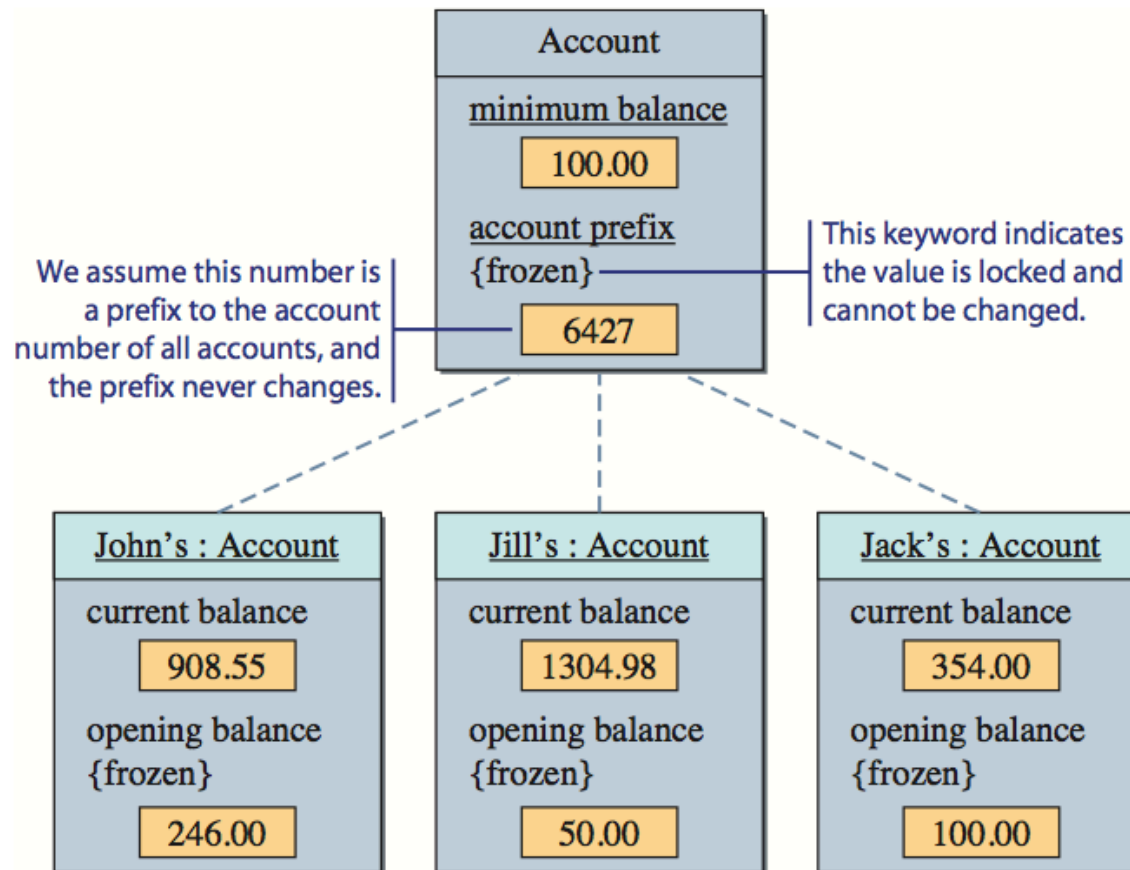 Account
minimum balance
100.00
account prefix
{frozen}
6427
We assume this number is
a prefix to the account
number of all accounts, and
the prefix never changes.
This keyword indicates
the value is locked and
cannot be changed.
John’s : Account
current balance
908.55
opening balance
{frozen}
246.00
Jill’s : Account
current balance
1304.98
opening balance
{frozen}
50.00
Jack’s : Account
current balance
354.00
opening balance
{frozen}
100.00